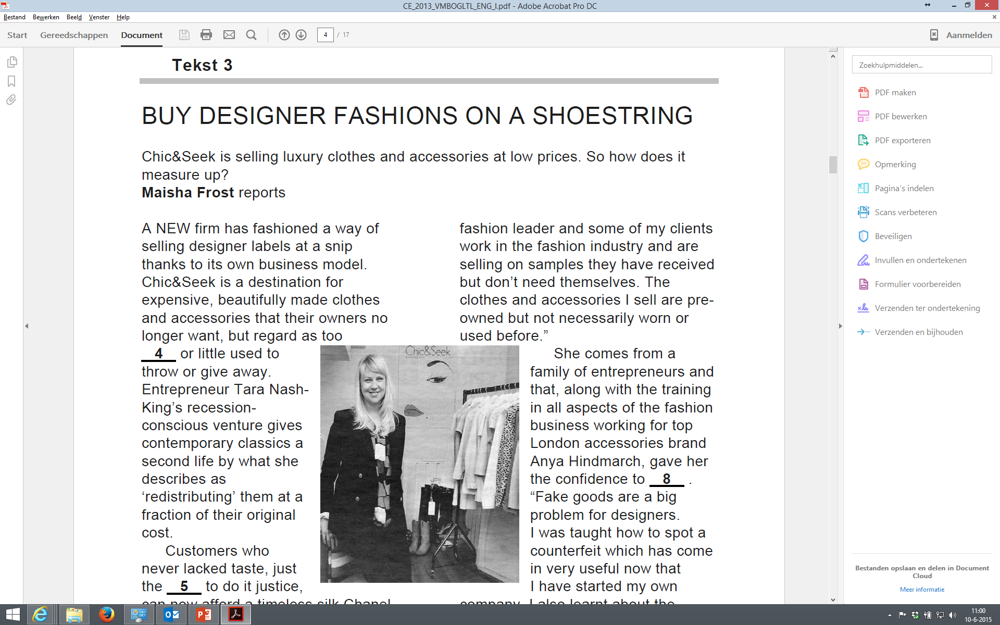 CE_2013_VMBOGLTL_ENG_I.pdf - Adobe Acrobat Pro DC
Bestand Bewerken Beeld Venster Help
Start Gereedschappen Document 4 / 17 Aanmelden
Tekst 3
BUY DESIGNER FASHIONS ON A SHOESTRING
Chic&Seek is selling luxury clothes and accessories at low prices. So how does it
measure up?
Maisha Frost reports
A NEW firm has fashioned a way of
selling designer labels at a snip
thanks to its own business model.
Chic&Seek is a destination for
expensive, beautifully made clothes
and accessories that their owners no
longer want, but regard as too
4 or little used to
throw or give away.
Entrepreneur Tara Nash-
King’s recession-
conscious venture gives
contemporary classics a
second life by what she
describes as
‘redistributing’ them at a
fraction of their original
cost.
Customers who
never lacked taste, just
the 5 to do it justice,
can now afford a timeless silk Chanel
Chic&Seek
fashion leader and some of my clients
work in the fashion industry and are
selling on samples they have received
but don’t need themselves. The
clothes and accessories I sell are pre-
owned but not necessarily worn or
used before.”
She comes from a
family of entrepreneurs and
that, along with the training
in all aspects of the fashion
business working for top
London accessories brand
Anya Hindmarch, gave her
the confidence to 8 .
“Fake goods are a big
problem for designers.
I was taught how to spot a
counterfeit which has come
in very useful now that
I have started my own
company. I also learnt about the
Zoekhulpmiddelen...
PDF maken
PDF bewerken
PDF exporteren
Opmerking
Pagina's indelen
Scans verbeteren
Beveiligen
Invullen en ondertekenen
Formulier voorbereiden
Verzenden ter ondertekening
Verzenden en bijhouden
Bestanden opslaan en delen in Document
Cloud
Meer informatie
11:00
10-6-2015